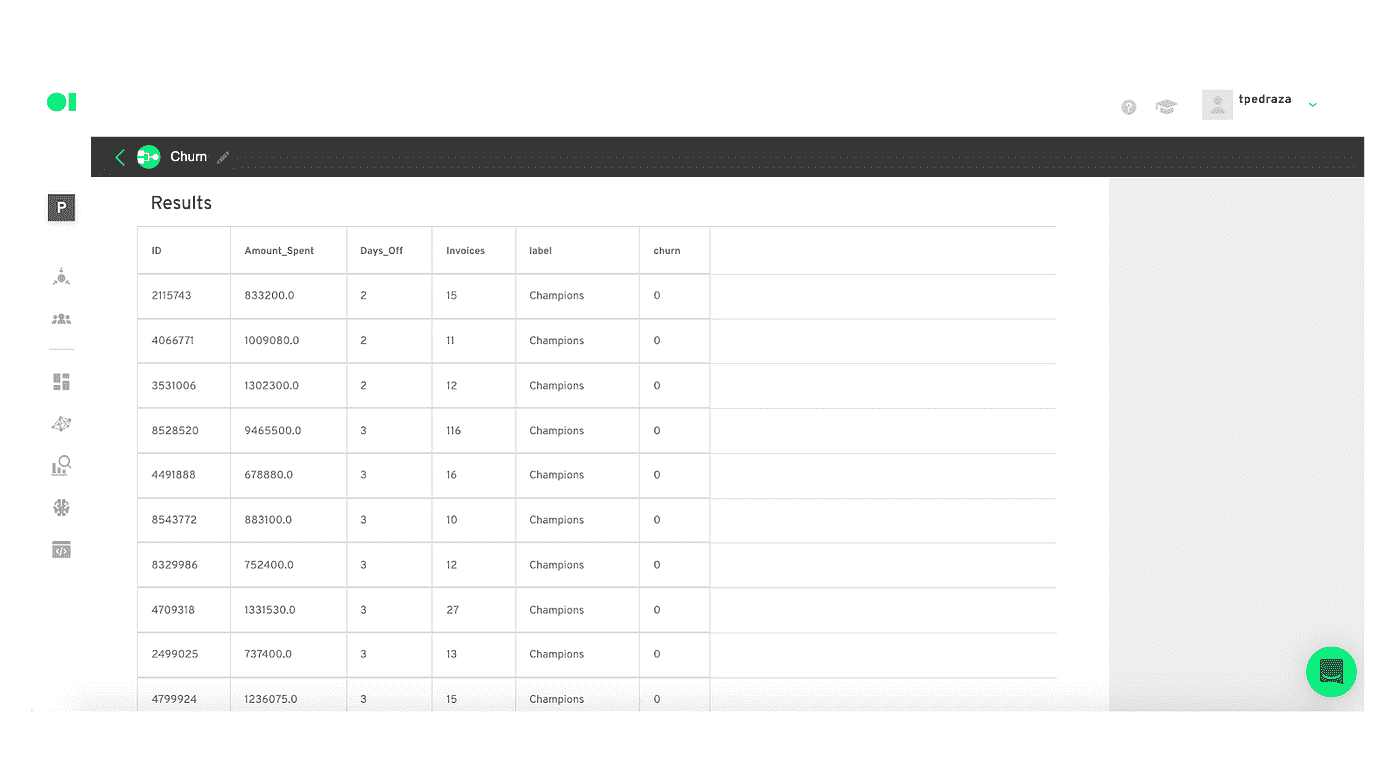 tpedraza
Churn
P
Results
ID Amount_Spent Days_Off Invoices label churn
2115743 833200.0 2 15 Champions 0
4066771 1009080.0 2 11 Champions 0
3531006 1302300.0 2 12 Champions 0
8528520 9465500.0 3 116 Champions 0
4491888 678880.0 3 16 Champions 0
8543772 883100.0 3 10 Champions 0
8329986 752400.0 3 12 Champions 0
4709318 1331530.0 3 27 Champions 0
2499025 737400.0 3 13 Champions 0
4799924 1236075.0 3 15 Champions 0